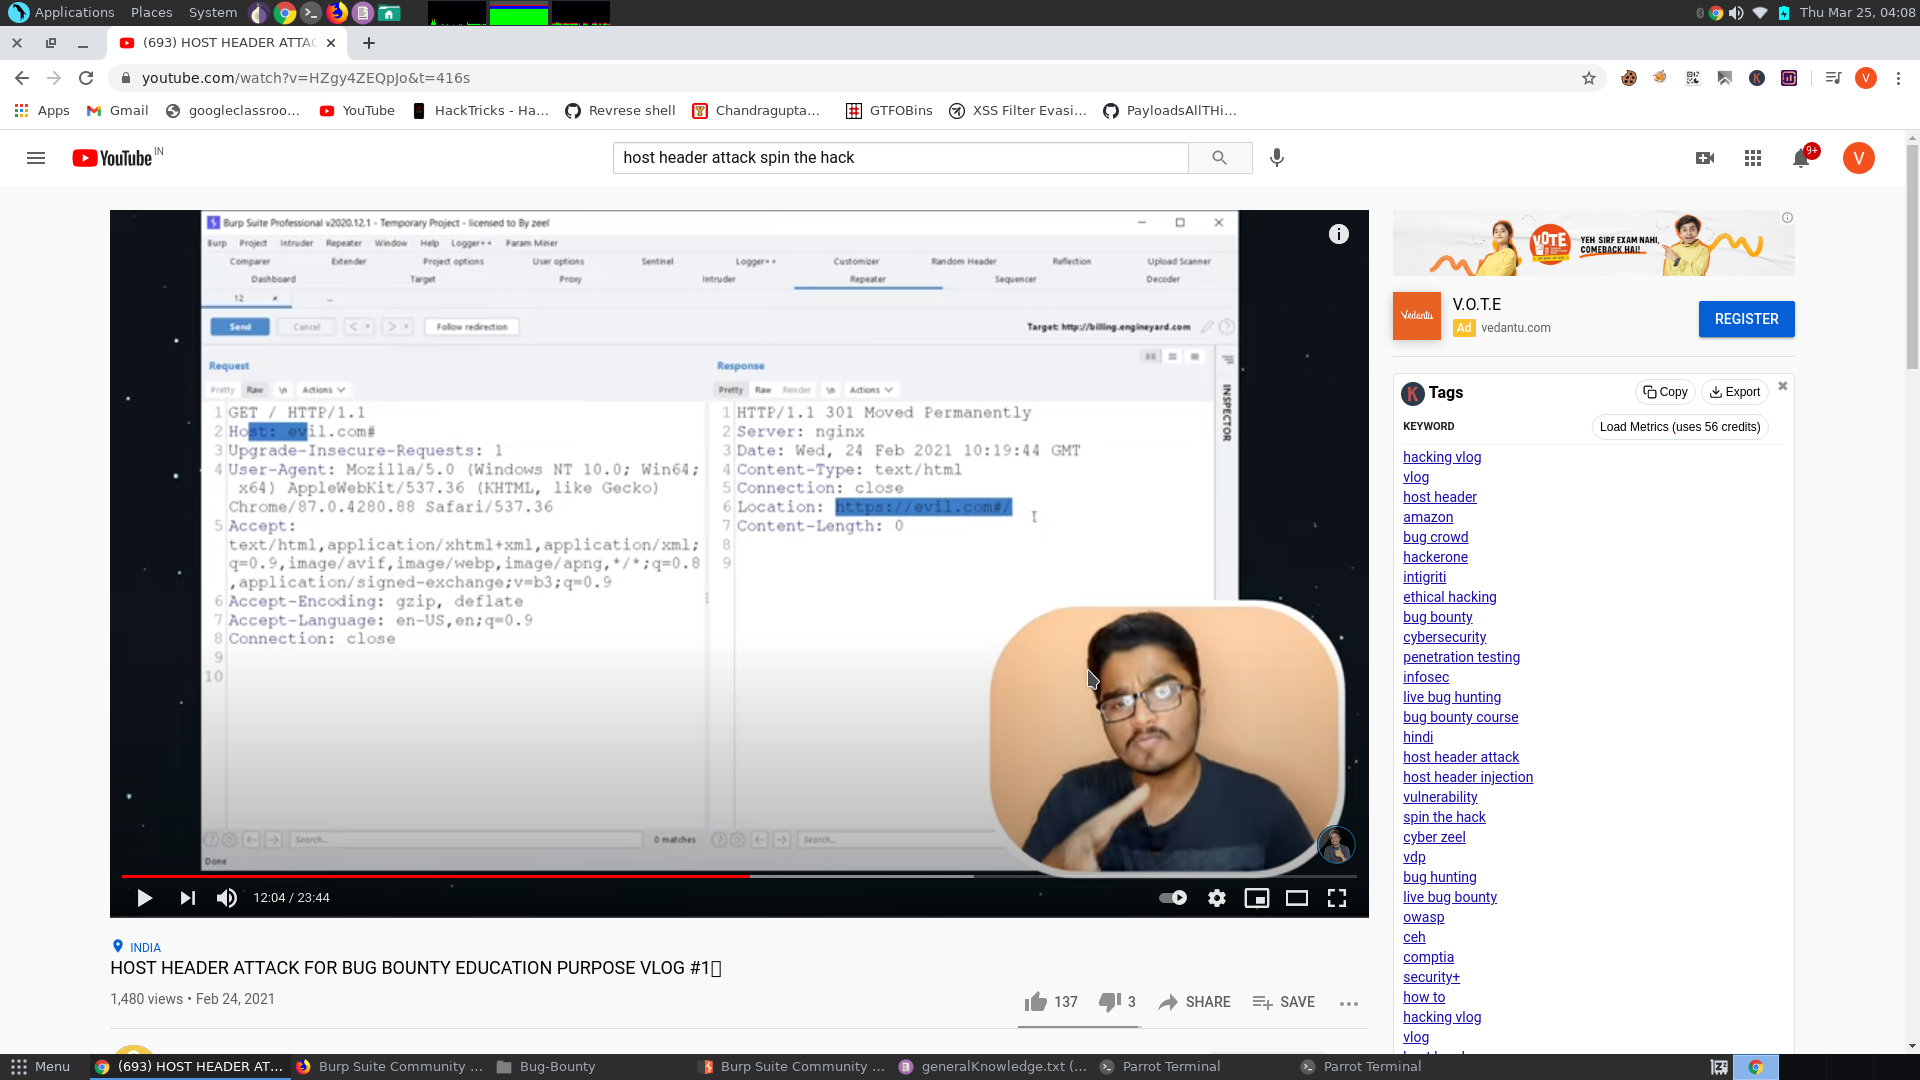 Applications Places System Thu Mar 25, 04:08
(693) HOST HEADER ATTAC
youtube.com/watch?v=HZgy4ZEQpJo&t=416s V
Apps Gmail googleclassroo... YouTube HackTricks - Ha... Revrese shell Chandragupta... GTFOBins XSS Filter Evasi... PayloadsAllTHi...
YouTube IN host header attack spin the hack 9+ V
Burp Suite Professional v2020.12.1 - Temporary Project - licensed to By zeel
Burp Project Intruder Repeater Window Help Logger++ Param Miner
Comparer Extender Project options User options Sentinel Logger++ Customizer Random Header Reflection Upload Scanner
Dashboard Target Proxy Intruder Repeater Sequencer Decoder
12 ...
Send Cancel < > Follow redirection Target: http://billing.engineyard.com
Request
Pretty Raw \n Actions
1 GET / HTTP/1.1
2 Host: evil.com#
3 Upgrade-Insecure-Requests: 1
4 User-Agent: Mozilla/5.0 (Windows NT 10.0; Win64;
x64) AppleWebKit/537.36 (KHTML, like Gecko)
Chrome/87.0.4280.88 Safari/537.36
5 Accept:
text/html,application/xhtml+xml,application/xml;
q=0.9,image/avif,image/webp,image/apng,*/*;q=0.8
,application/signed-exchange;v=b3;q=0.9
6 Accept-Encoding: gzip, deflate
7 Accept-Language: en-US,en;q=0.9
8 Connection: close
9
10
Search... 0 matches
Done
Response
Pretty Raw Render \n Actions
1 HTTP/1.1 301 Moved Permanently
2 Server: nginx
3 Date: Wed, 24 Feb 2021 10:19:44 GMT
4 Content-Type: text/html
5 Connection: close
6 Location: https://evil.com#/
7 Content-Length: 0
8
9
Search...
INSPECTOR
12:04 / 23:44
INDIA
HOST HEADER ATTACK FOR BUG BOUNTY EDUCATION PURPOSE VLOG #1
1,480 views • Feb 24, 2021
137 3 SHARE SAVE
VOTE YEH SIRF EXAM NAHI,
COMEBACK HAI!
Vedantu
V.O.T.E
Ad vedantu.com
REGISTER
K Tags Copy Export
KEYWORD Load Metrics (uses 56 credits)
hacking vlog
vlog
host header
amazon
bug crowd
hackerone
intigriti
ethical hacking
bug bounty
cybersecurity
penetration testing
infosec
live bug hunting
bug bounty course
hindi
host header attack
host header injection
vulnerability
spin the hack
cyber zeel
vdp
bug hunting
live bug bounty
owasp
ceh
comptia
security+
how to
hacking vlog
vlog
Menu (693) HOST HEADER AT... Burp Suite Community ... Bug-Bounty Burp Suite Community ... generalKnowledge.txt (... Parrot Terminal Parrot Terminal